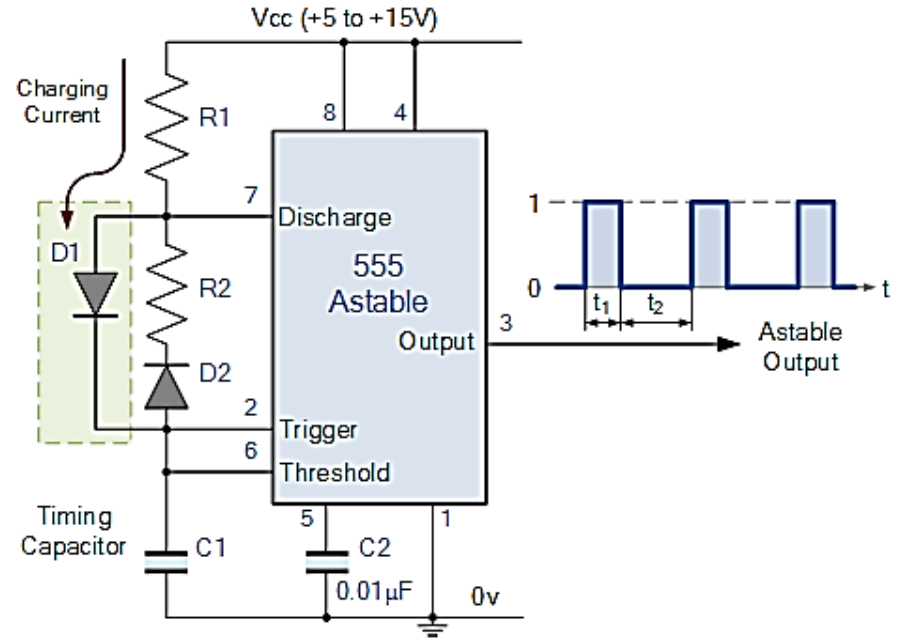 Vcc (+5 to +15V)
Charging
Current
R1
8
4
7
Discharge
D1
R2
555
Astable
1
0
t
t1
t2
Output
3
Astable
Output
D2
2
Trigger
6
Threshold
Timing
Capacitor
C1
5
C2
1
0.01µF
0v